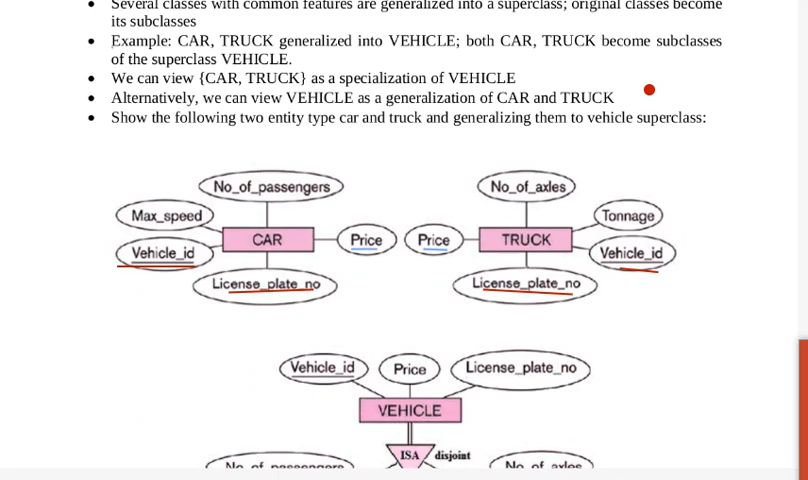 Several classes with common features are generalized into a superclass; original classes become
its subclasses
Example: CAR, TRUCK generalized into VEHICLE; both CAR, TRUCK become subclasses
of the superclass VEHICLE.
We can view {CAR, TRUCK} as a specialization of VEHICLE
Alternatively, we can view VEHICLE as a generalization of CAR and TRUCK
Show the following two entity type car and truck and generalizing them to vehicle superclass:
No_of_passengers
No_of_axles
Max_speed
Tonnage
CAR
Price
Price
TRUCK
Vehicle_id
Vehicle_id
License_plate_no
License_plate_no
Vehicle_id
Price
License_plate_no
VEHICLE
ISA disjoint
No_of_passengers
No_of_axles